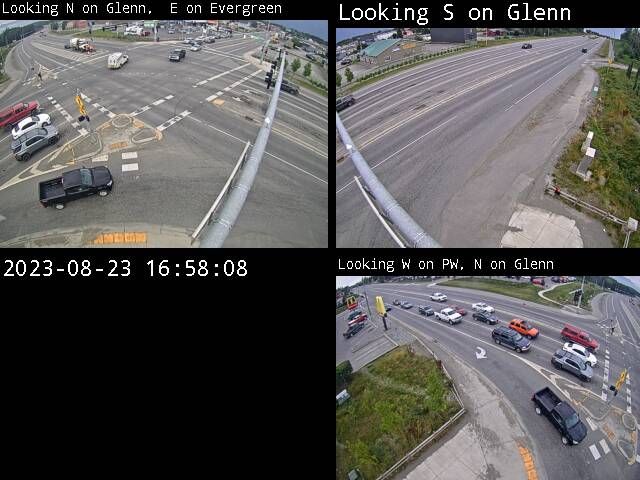 Looking N on Glenn, E on Evergreen
Looking S on Glenn
2023-08-23 16:58:08
Looking W on PW, N on Glenn